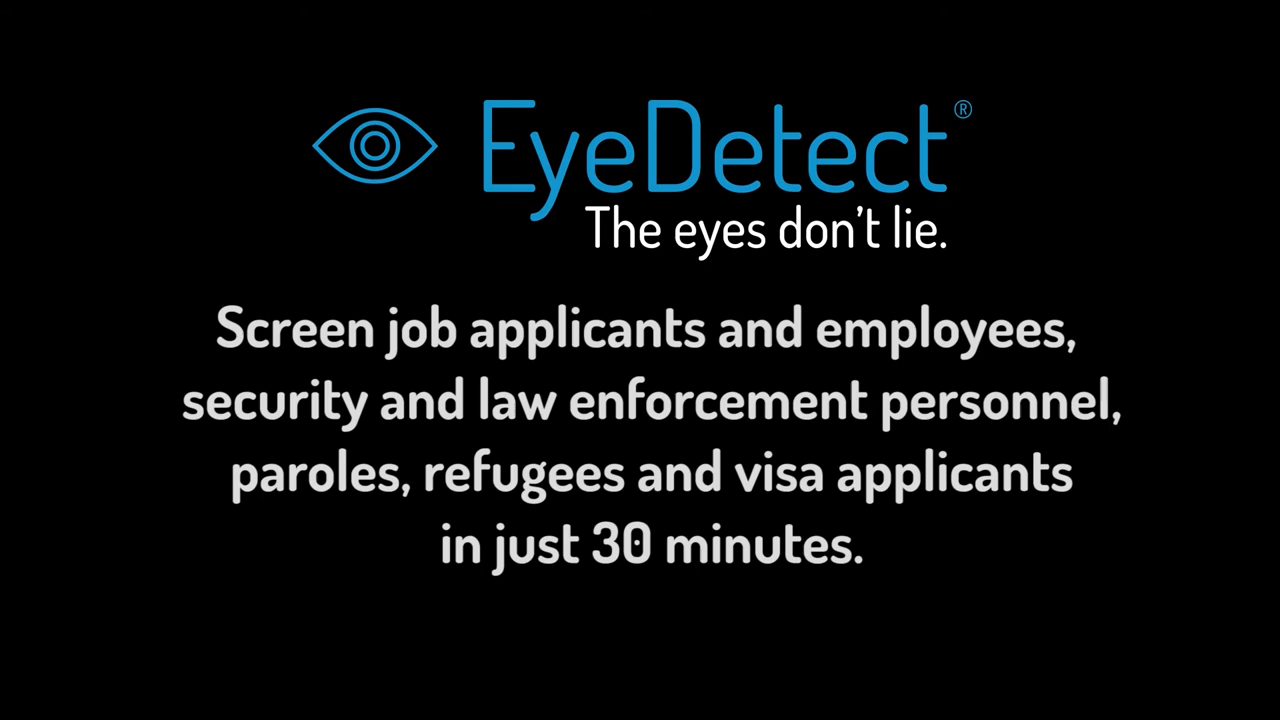 EyeDetect®
The eyes don't lie.
Screen job applicants and employees,
security and law enforcement personnel,
paroles, refugees and visa applicants
in just 30 minutes.